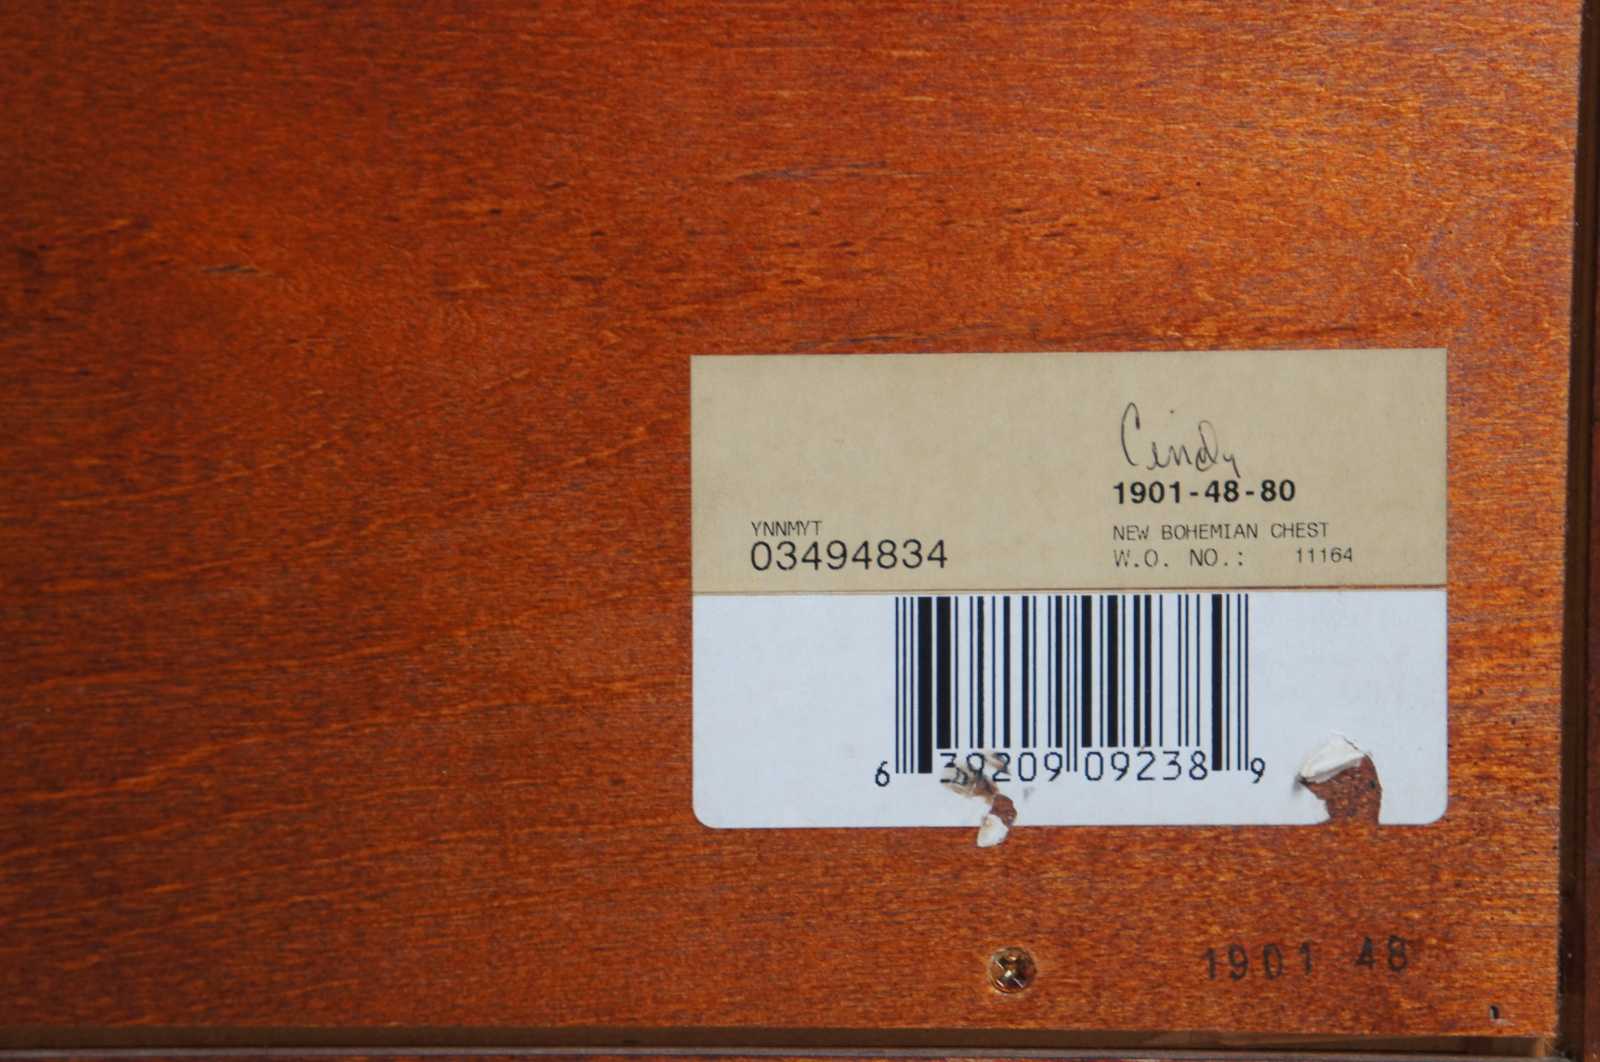 Cindy
1901-48-80
YNNMYT
03494834
NEW BOHEMIAN CHEST
W.O. NO.: 11164
6 39209 09238 9
1901 48